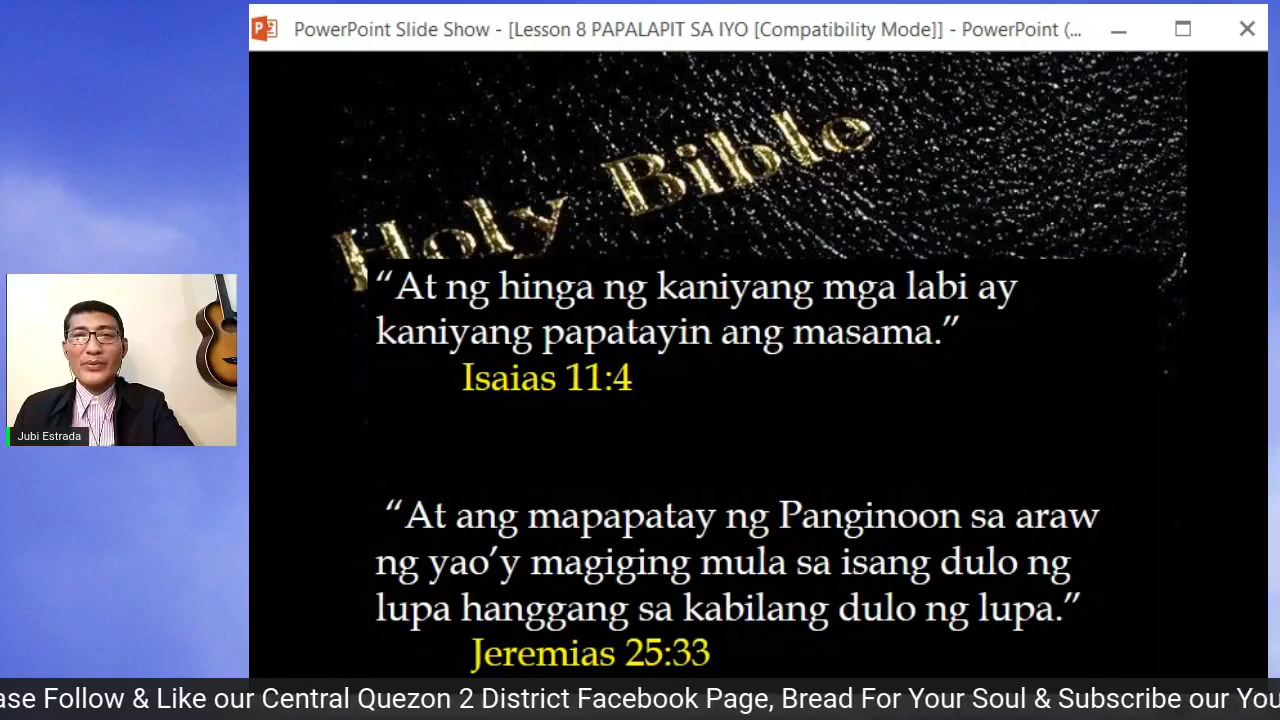 PowerPoint Slide Show - [Lesson 8 PAPALAPIT SA IYO [Compatibility Mode]] - PowerPoint (...
Holy Bible
“At ng hinga ng kaniyang mga labi ay
kaniyang papatayin ang masama.”
Isaias 11:4
“At ang mapapatay ng Panginoon sa araw
ng yao’y magiging mula sa isang dulo ng
lupa hanggang sa kabilang dulo ng lupa.”
Jeremias 25:33
Jubi Estrada
ase Follow & Like our Central Quezon 2 District Facebook Page, Bread For Your Soul & Subscribe our You